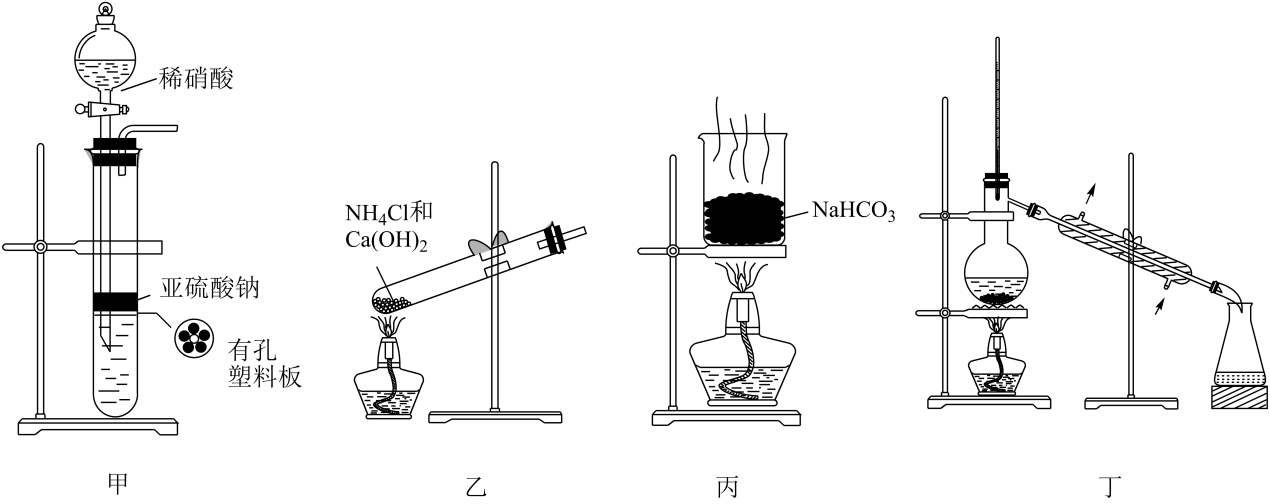 稀硝酸
亚硫酸钠
有孔
塑料板
甲
NH₄Cl和
Ca(OH)₂
乙
NaHCO₃
丙
丁